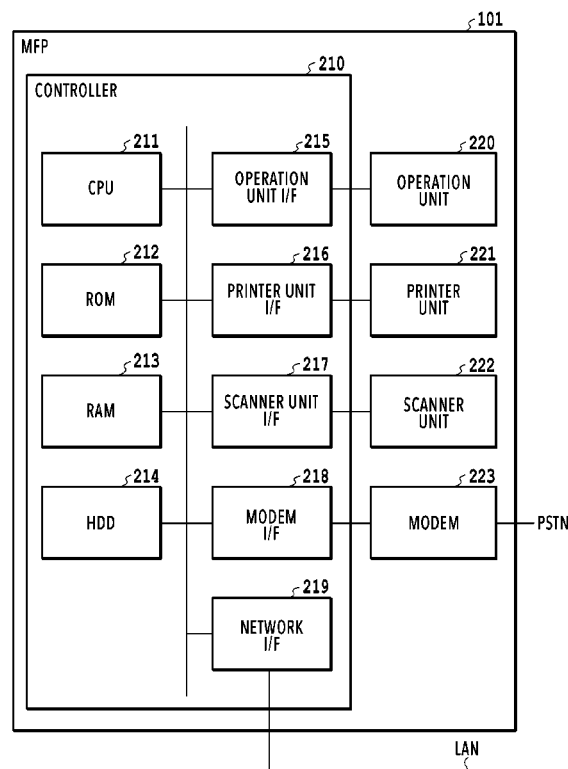 101
MFP
210
CONTROLLER
211
CPU
215
OPERATION
UNIT I/F
220
OPERATION
UNIT
212
ROM
216
PRINTER UNIT
I/F
221
PRINTER
UNIT
213
RAM
217
SCANNER UNIT
I/F
222
SCANNER
UNIT
214
HDD
218
MODEM
I/F
223
MODEM
PSTN
219
NETWORK
I/F
LAN